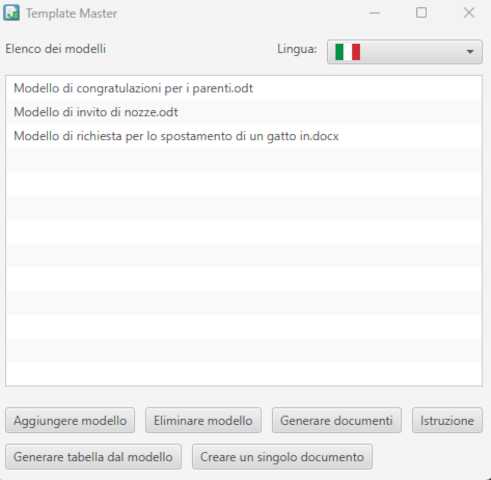 Template Master
Elenco dei modelli Lingua:
Modello di congratulazioni per i parenti.odt
Modello di invito di nozze.odt
Modello di richiesta per lo spostamento di un gatto in.docx
Aggiungere modello Eliminare modello Generare documenti Istruzione
Generare tabella dal modello Creare un singolo documento